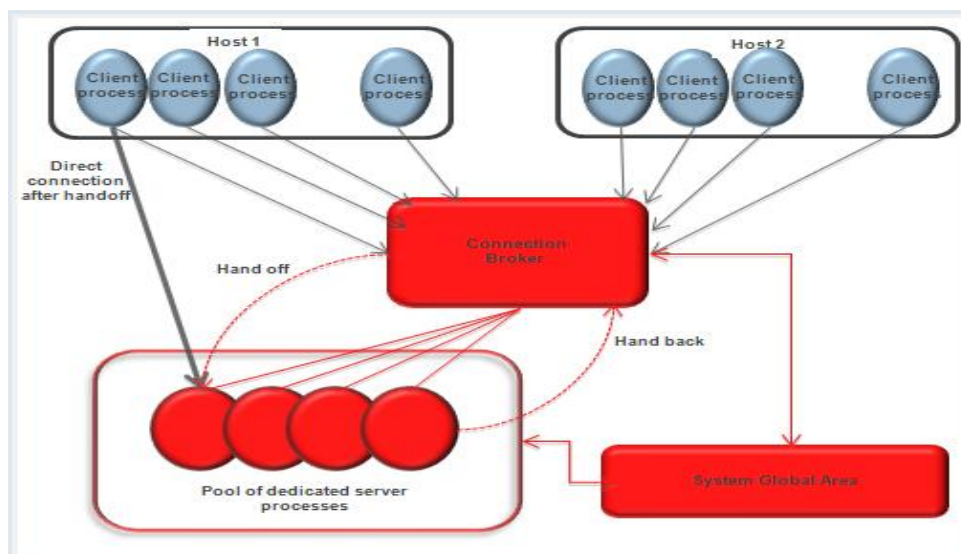 Host 1
Host 2
Client
process
Client
process
Client
process
Client
process
Client
process
Client
process
Client
process
Client
process
Direct
connection
after handoff
Connection
Broker
Hand off
Hand back
Pool of dedicated server
processes
System Global Area